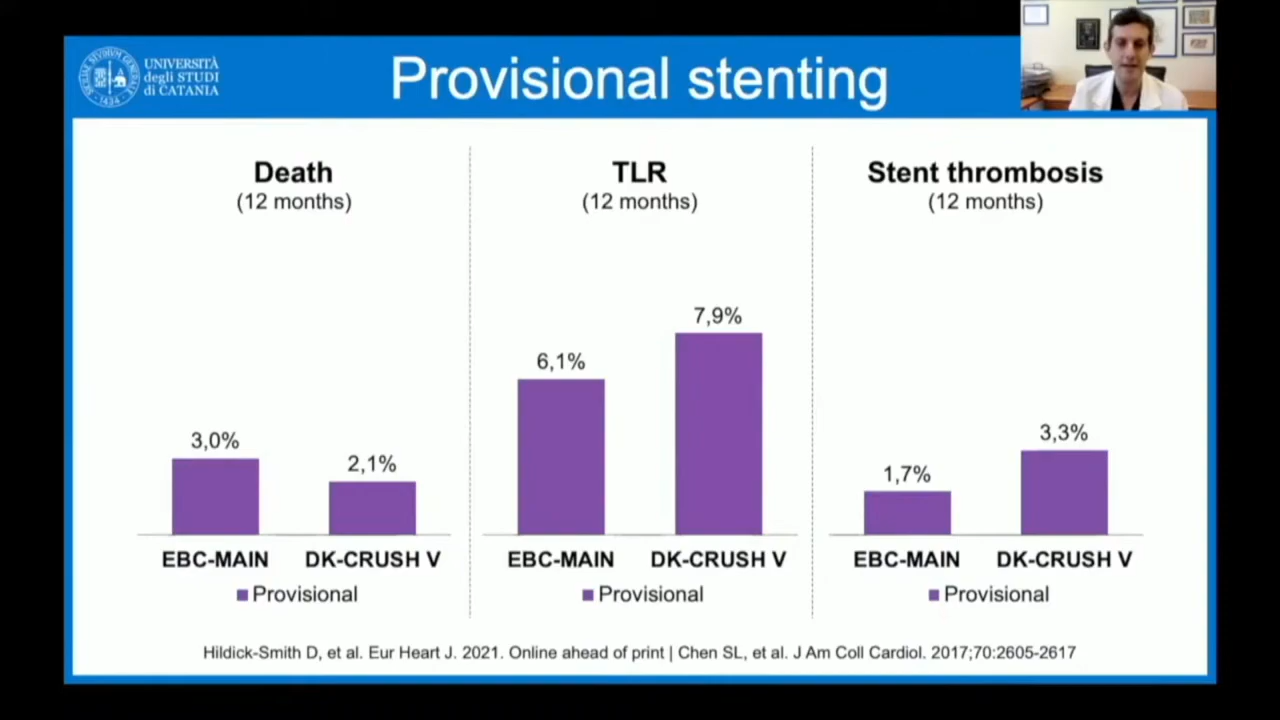 UNIVERSITÀ
degli STUDI
di CATANIA
Provisional stenting
Death
(12 months)
3,0%
2,1%
EBC-MAIN
DK-CRUSH V
Provisional
TLR
(12 months)
6,1%
7,9%
EBC-MAIN
DK-CRUSH V
Provisional
Stent thrombosis
(12 months)
1,7%
3,3%
EBC-MAIN
DK-CRUSH V
Provisional
Hildick-Smith D, et al. Eur Heart J. 2021. Online ahead of print | Chen SL, et al. J Am Coll Cardiol. 2017;70:2605-2617